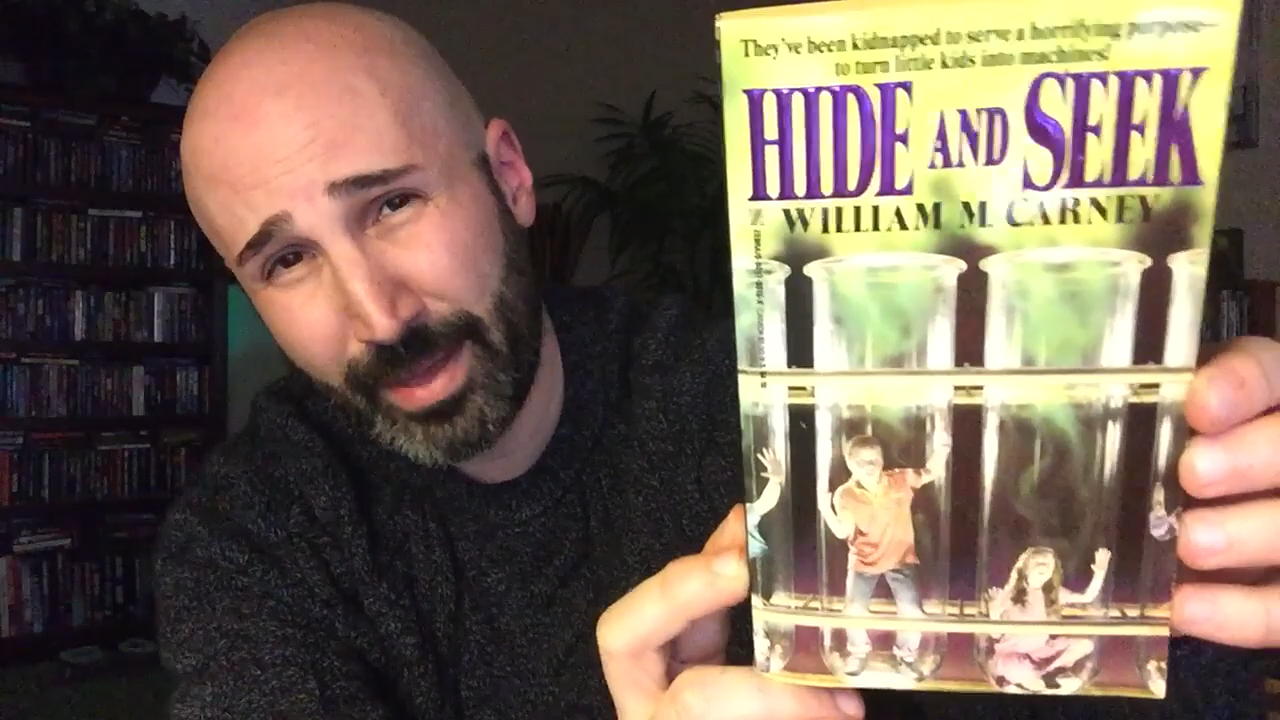 They've been kidnapped to serve a horrifying purpose—
to turn little kids into machines!
HIDE AND SEEK
WILLIAM M. CARNEY